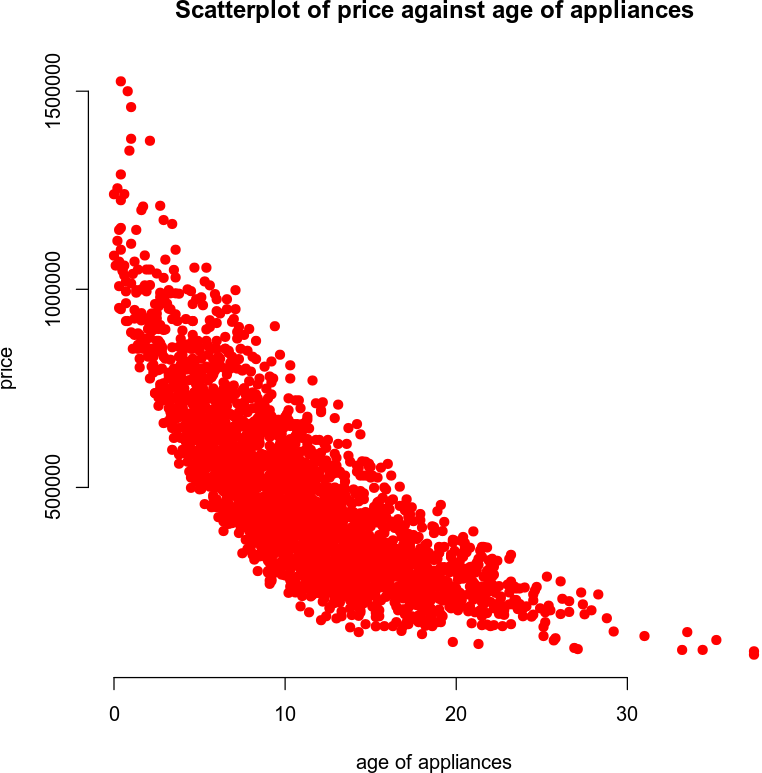 Scatterplot of price against age of appliances
1500000
1000000
500000
price
0 10 20 30
age of appliances